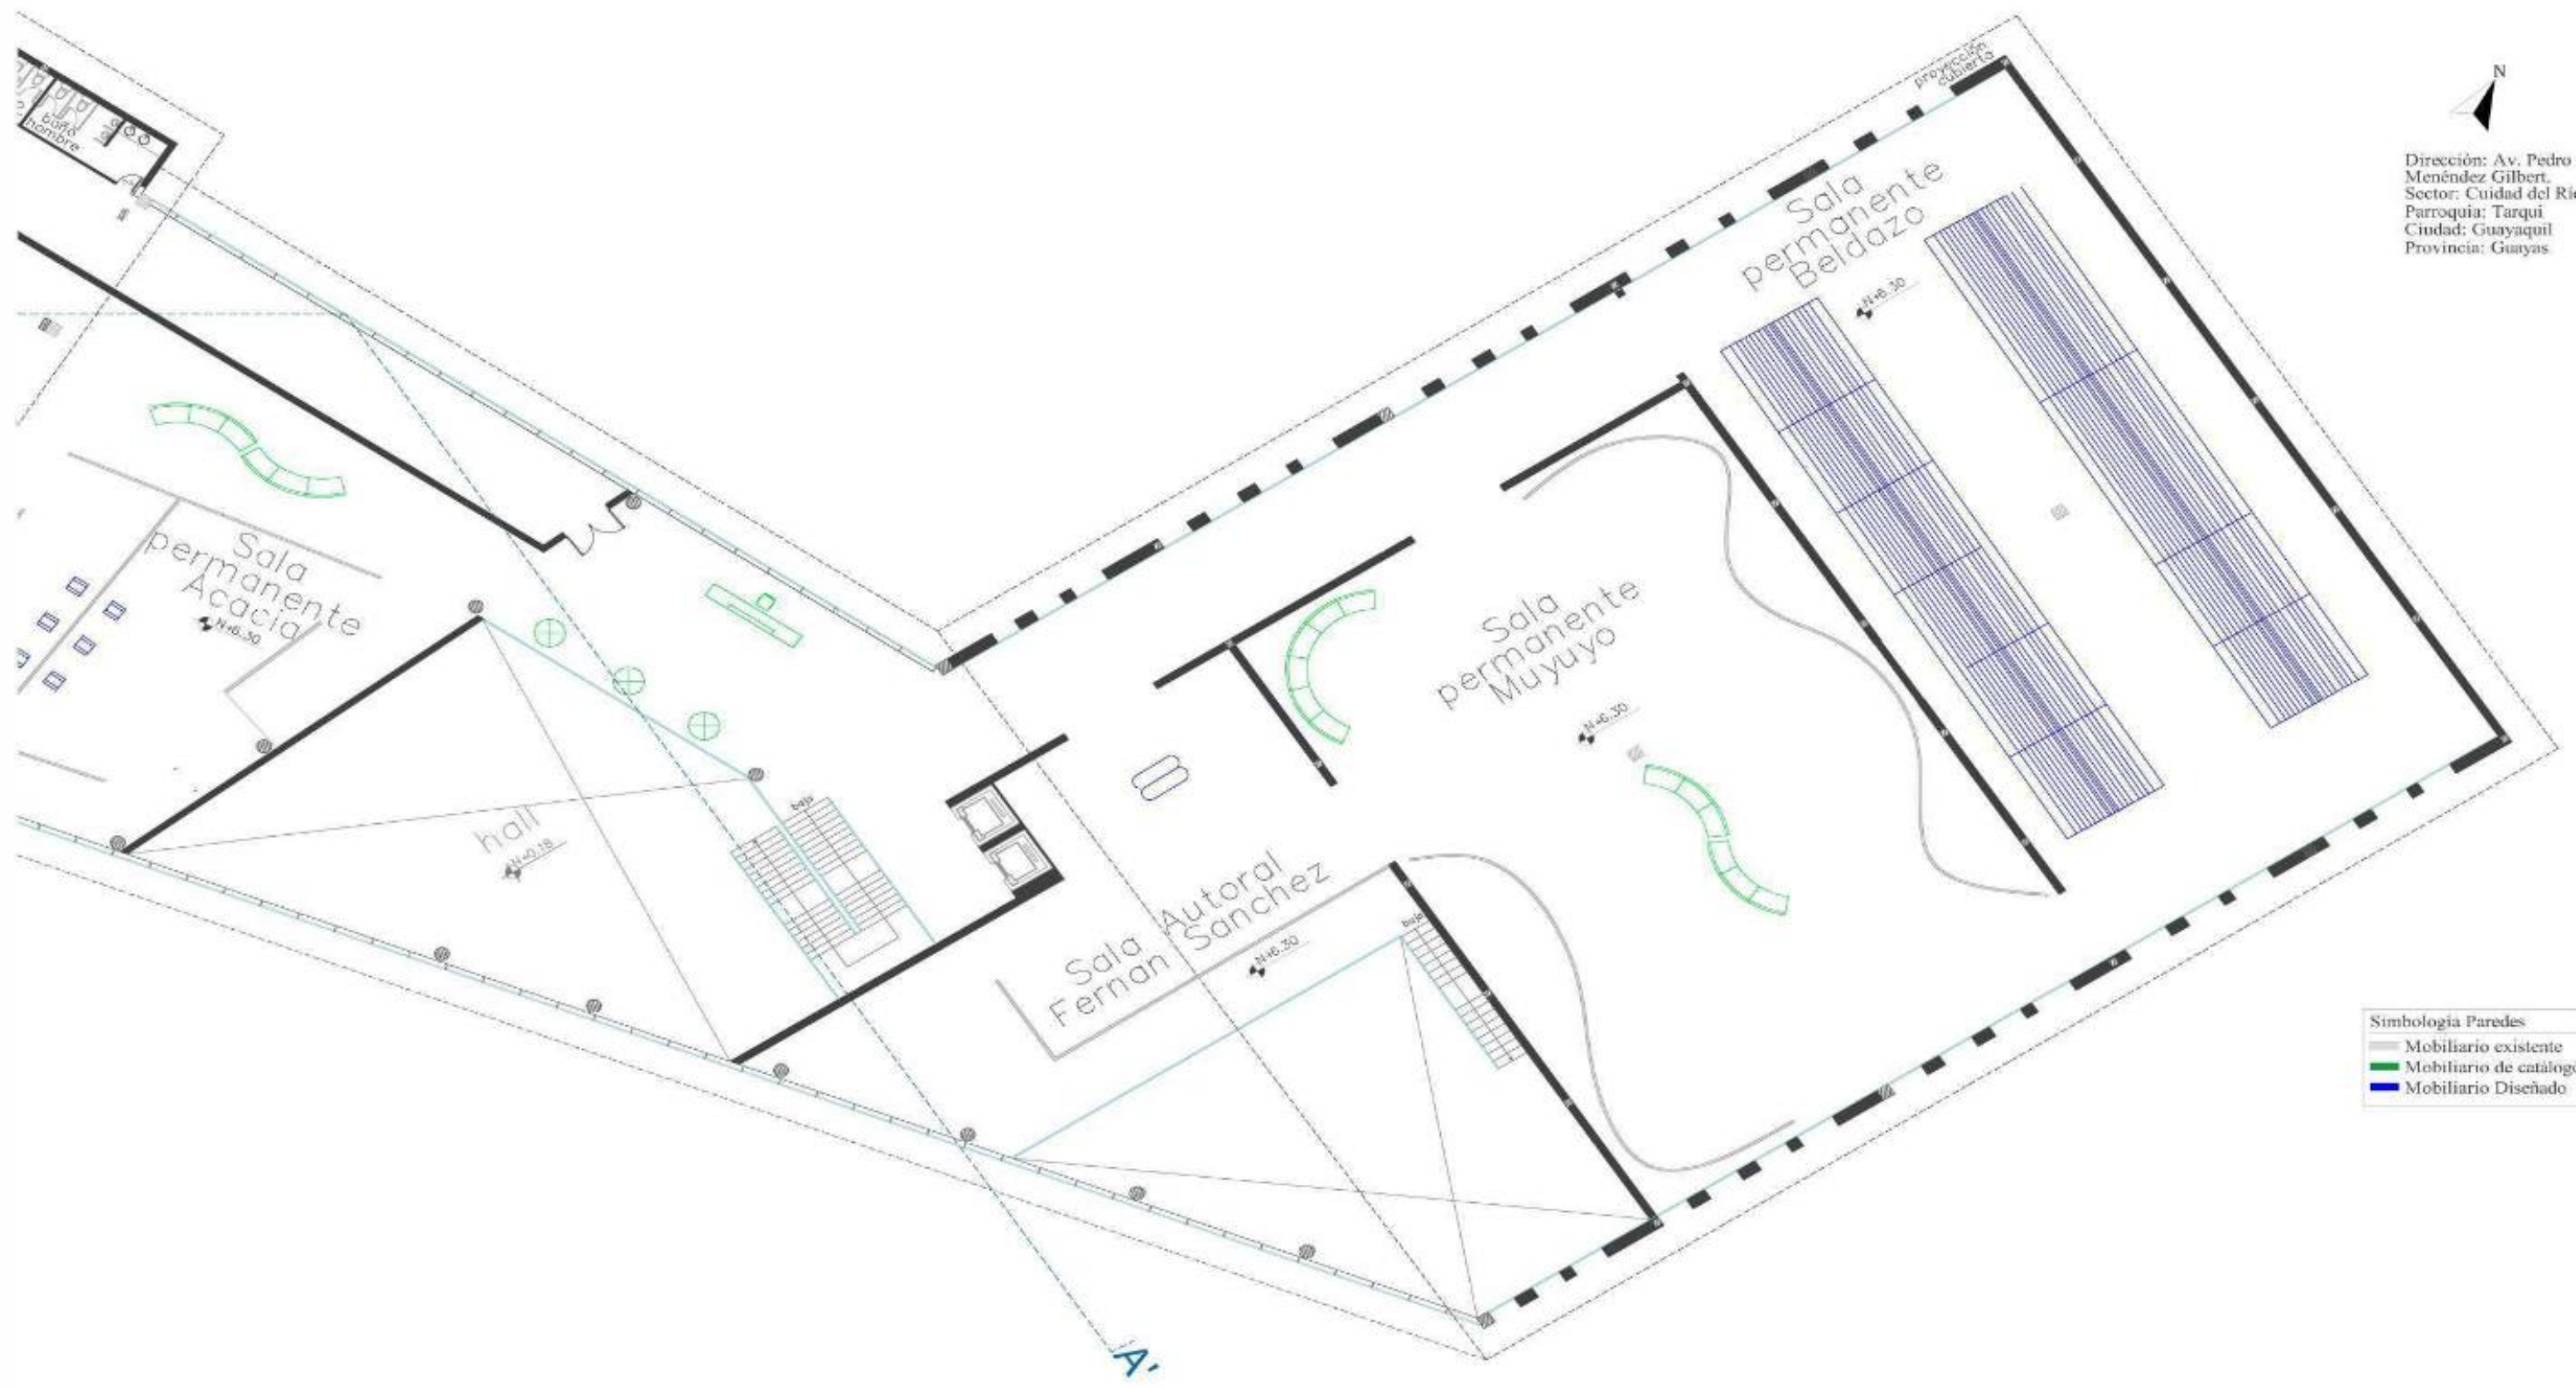 proyección
cubierta
N
Dirección: Av. Pedro
Menéndez Gilbert.
Sector: Cuidad del
Parroquia: Tarqui
Ciudad: Guayaquil
Provincia: Guayas
baño
hombre
Sala
permanente
Beldazo
N+6.30
Sala
permanente
Acacia
N+6.30
Sala
permanente
Muyuyo
N+6.30
hall
N+0.18
baja
Sala Autoral
Fernan Sanchez
N+6.30
baja
Simbologia Paredes
Mobiliario existente
Mobiliario de catálogo
Mobiliario Diseñado
A'